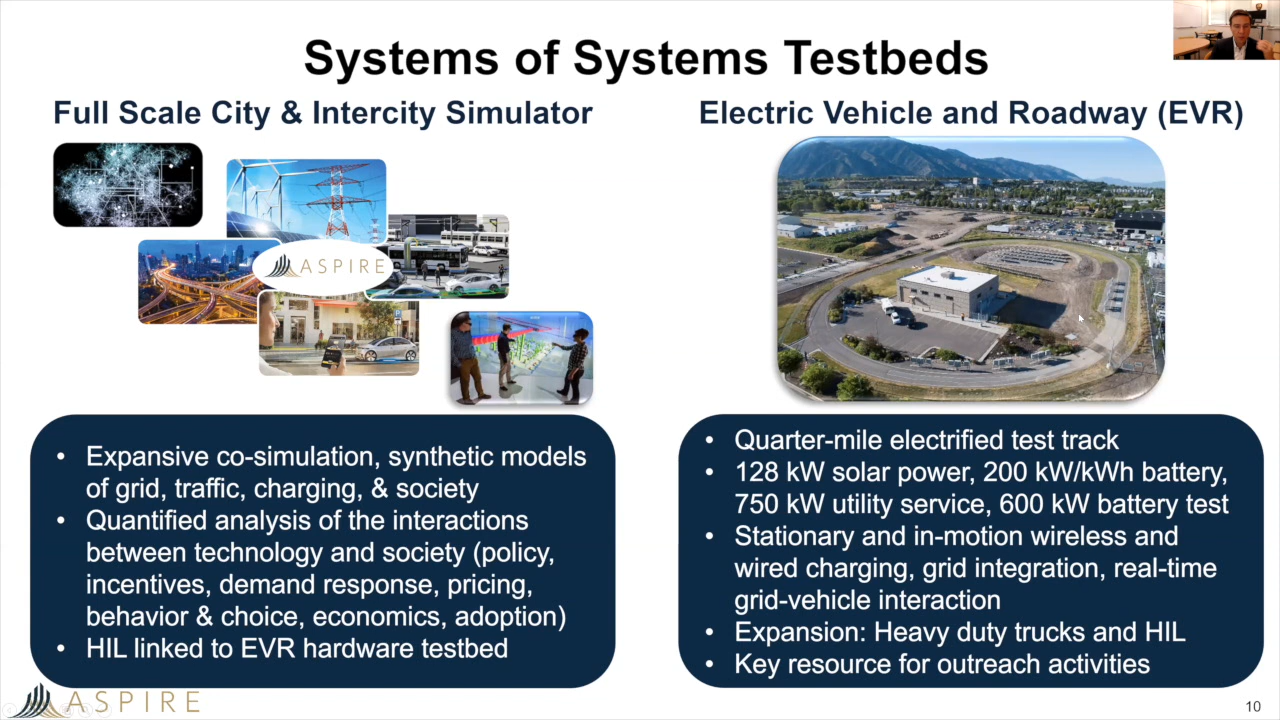 Systems of Systems Testbeds
Full Scale City & Intercity Simulator
ASPIRE
• Expansive co-simulation, synthetic models
of grid, traffic, charging, & society
• Quantified analysis of the interactions
between technology and society (policy,
incentives, demand response, pricing,
behavior & choice, economics, adoption)
• HIL linked to EVR hardware testbed
Electric Vehicle and Roadway (EVR)
• Quarter-mile electrified test track
• 128 kW solar power, 200 kW/kWh battery,
750 kW utility service, 600 kW battery test
• Stationary and in-motion wireless and
wired charging, grid integration, real-time
grid-vehicle interaction
• Expansion: Heavy duty trucks and HIL
• Key resource for outreach activities
ASPIRE
10